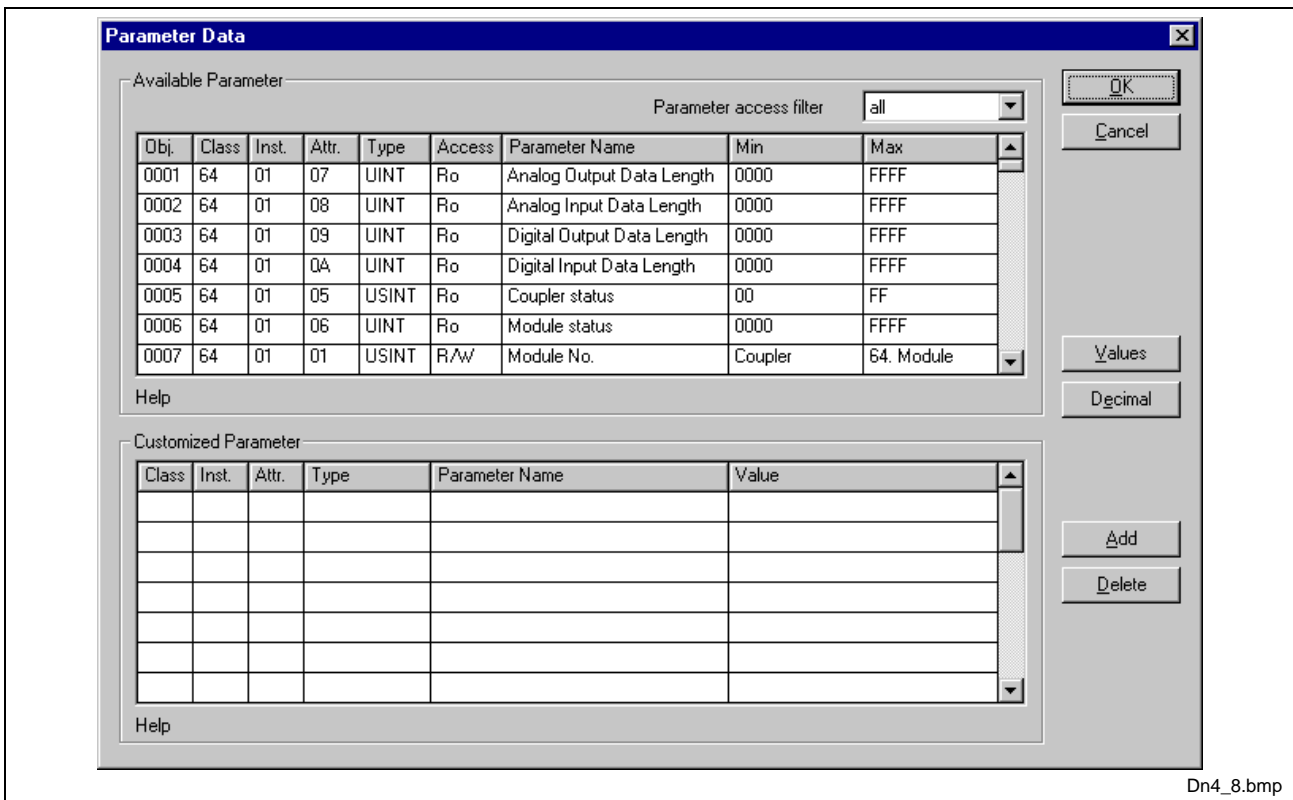 Parameter Data
Available Parameter
OK
Parameter access filter all
Cancel
Obj. Class Inst. Attr. Type Access Parameter Name Min Max
0001 64 01 07 UINT Ro Analog Output Data Length 0000 FFFF
0002 64 01 08 UINT Ro Analog Input Data Length 0000 FFFF
0003 64 01 09 UINT Ro Digital Output Data Length 0000 FFFF
0004 64 01 0A UINT Ro Digital Input Data Length 0000 FFFF
0005 64 01 05 USINT Ro Coupler status 00 FF
0006 64 01 06 UINT Ro Module status 0000 FFFF
0007 64 01 01 USINT R/W Module No. Coupler 64. Module
Values
Help
Decimal
Customized Parameter
Class Inst. Attr. Type Parameter Name Value
Add
Delete
Help
Dn4_8.bmp